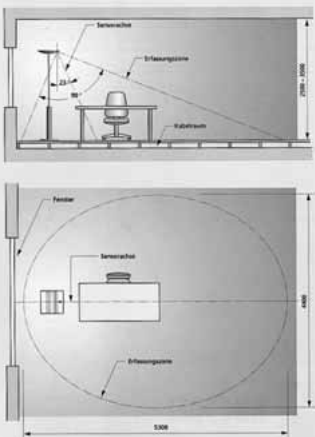 Sensorachse
Erfassungszone
23°
90°
2500 - 3500
Kabelraum
Fenster
Sensorachse
4400
Erfassungszone
5300